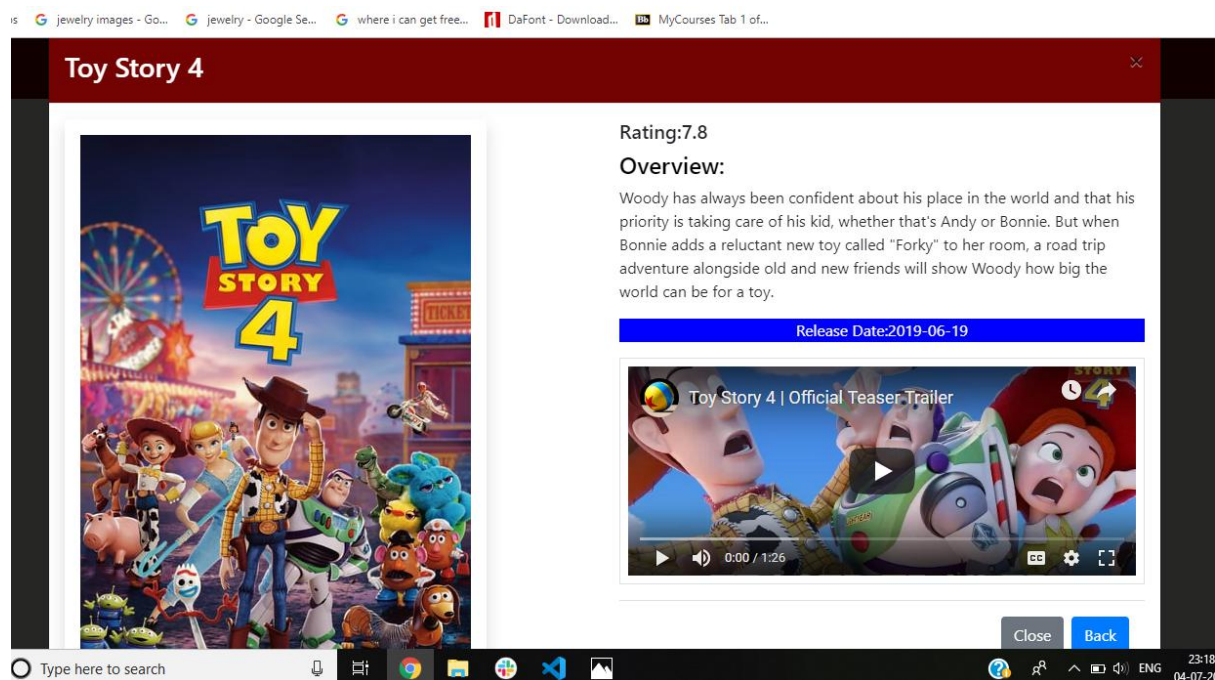 jewelry images - Go...
jewelry - Google Se...
where i can get free...
DaFont - Download...
Bb
MyCourses Tab 1 of...
Toy Story 4
×
Rating:7.8
Overview:
Woody has always been confident about his place in the world and that his
priority is taking care of his kid, whether that's Andy or Bonnie. But when
Bonnie adds a reluctant new toy called "Forky" to her room, a road trip
adventure alongside old and new friends will show Woody how big the
world can be for a toy.
Release Date:2019-06-19
TOY
STORY
4
TICKET
STORY
4
Toy Story 4 | Official Teaser Trailer
LIGHTYEAR
0:00 / 1:26
CC
Close
Back
Type here to search
ENG
23:18